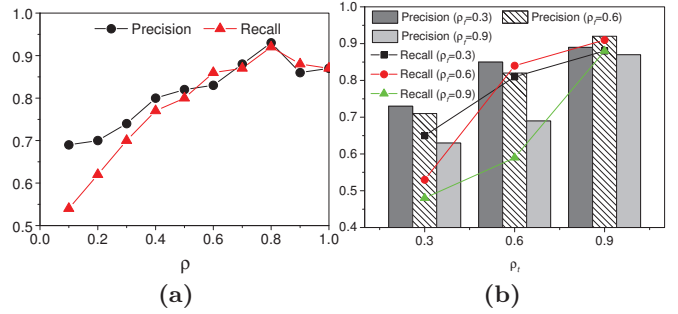 1.0
0.9
0.8
0.7
0.6
0.5
Precision
Recall
0.0 0.2 0.4 0.6 0.8 1.0
ρ
(a)
1.0
0.9
0.8
0.7
0.6
0.5
0.4
Precision (ρf=0.3) Precision (ρf=0.6)
Precision (ρf=0.9)
Recall (ρf=0.3)
Recall (ρf=0.6)
Recall (ρf=0.9)
0.3 0.6 0.9
ρt
(b)